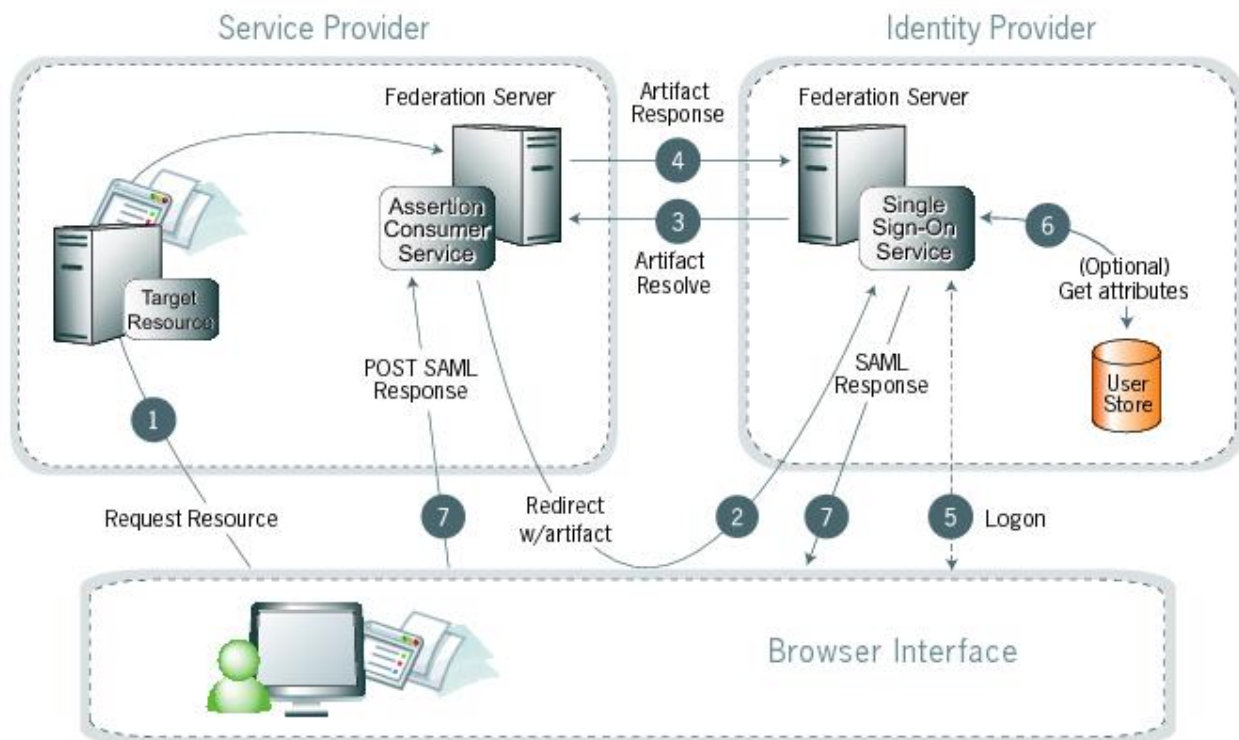 Service Provider
Identity Provider
Federation Server
Artifact
Response
Federation Server
4
Assertion
Consumer
Service
3
Artifact
Resolve
Single
Sign-On
Service
6
(Optional)
Get attributes
Target
Resource
POST SAML
Response
SAML
Response
User
Store
1
Request Resource
7
Redirect
w/artifact
2
7
5
Logon
Browser Interface